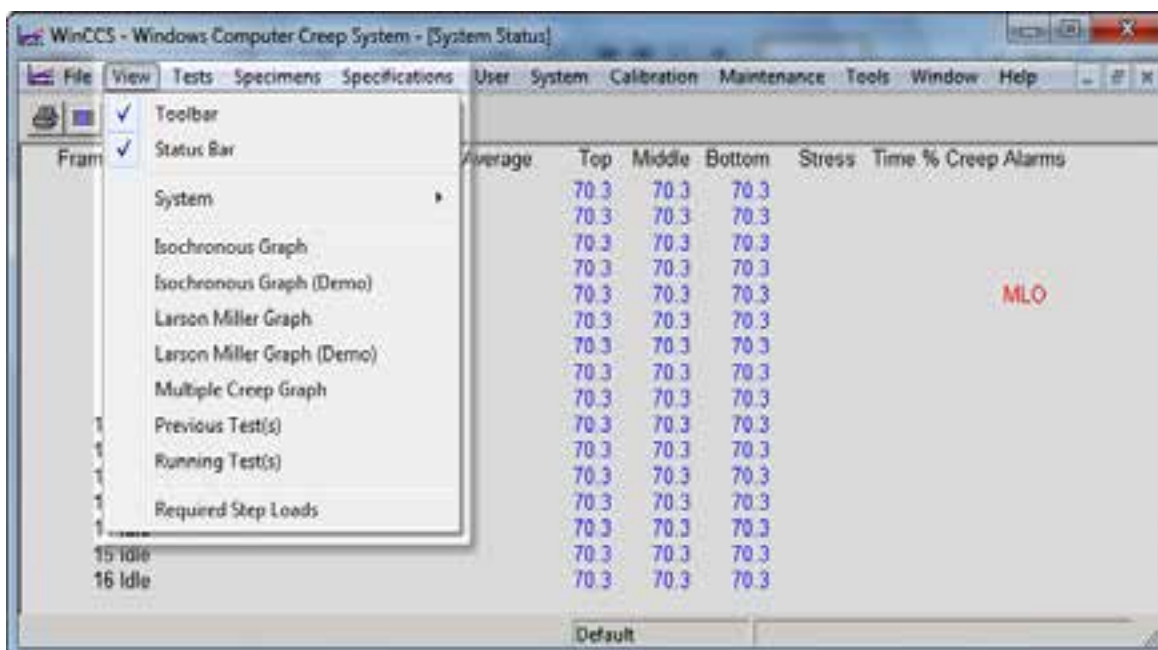 WinCCS - Windows Computer Creep System - [System Status]
File View Tests Specimens Specifications User System Calibration Maintenance Tools Window Help
Toolbar
Status Bar
System
Isochronous Graph
Isochronous Graph (Demo)
Larson Miller Graph
Larson Miller Graph (Demo)
Multiple Creep Graph
Previous Test(s)
Running Test(s)
Required Step Loads
Fram Average Top Middle Bottom Stress Time % Creep Alarms
70.3 70.3 70.3
70.3 70.3 70.3
70.3 70.3 70.3
70.3 70.3 70.3
70.3 70.3 70.3 MLO
70.3 70.3 70.3
70.3 70.3 70.3
70.3 70.3 70.3
70.3 70.3 70.3
1 70.3 70.3 70.3
1 70.3 70.3 70.3
1 70.3 70.3 70.3
1 70.3 70.3 70.3
1 70.3 70.3 70.3
15 Idle 70.3 70.3 70.3
16 Idle 70.3 70.3 70.3
Default